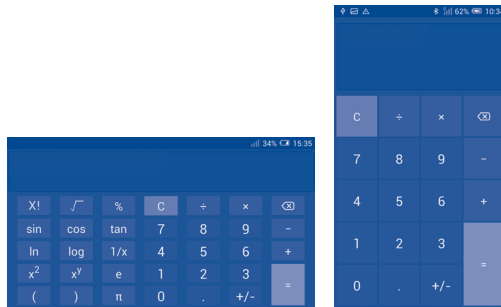 34% 15:35
X! √ % C ÷ ×
sin cos tan 7 8 9 −
ln log 1/x 4 5 6 +
x² xʸ e 1 2 3
( ) π 0 . +/- =
62% 10:3
C ÷ ×
7 8 9 −
4 5 6 +
1 2 3
0 . +/- =